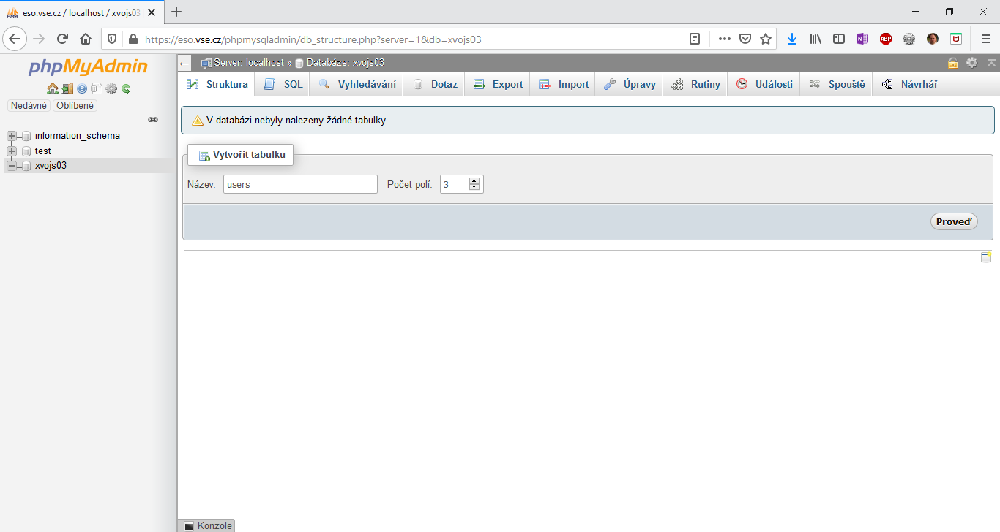 eso.vse.cz / localhost / xvojs03
https://eso.vse.cz/phpmysqladmin/db_structure.php?server=1&db=xvojs03
phpMyAdmin
Nedávné Oblíbené
information_schema
test
xvojs03
Server: localhost » Databáze: xvojs03
Struktura SQL Vyhledávání Dotaz Export Import Úpravy Rutiny Události Spouště Návrhář
V databázi nebyly nalezeny žádné tabulky.
Vytvořit tabulku
Název: users Počet polí: 3
Proveď
Konzole